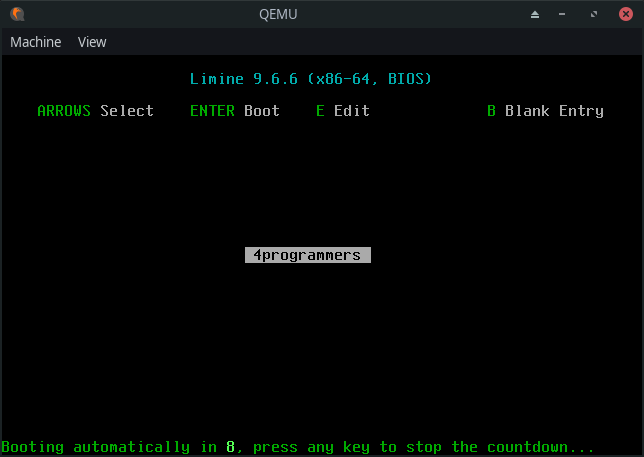 QEMU
Machine View
Limine 9.6.6 (x86-64, BIOS)
ARROWS Select ENTER Boot E Edit B Blank Entry
4programmers
Booting automatically in 8, press any key to stop the countdown...